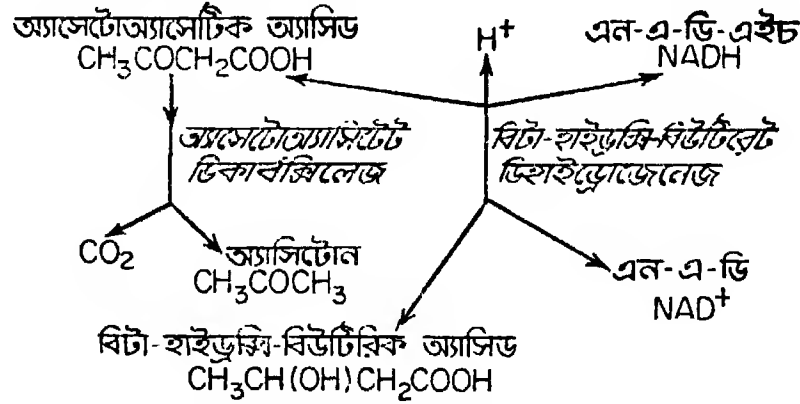 অ্যাসেটোঅ্যাসেটিক অ্যাসিড
CH₃COCH₂COOH
H⁺
এন-এ-ডি-এইচ
NADH
অ্যাসেটোঅ্যাসিটেট
ডিকার্বক্সিলেজ
বিটা-হাইড্রক্সি-বিউটিরেট
ডিহাইড্রোজেনেজ
CO₂
অ্যাসিটোন
CH₃COCH₃
এন-এ-ডি
NAD⁺
বিটা-হাইড্রক্সি-বিউটিরিক অ্যাসিড
CH₃CH(OH)CH₂COOH